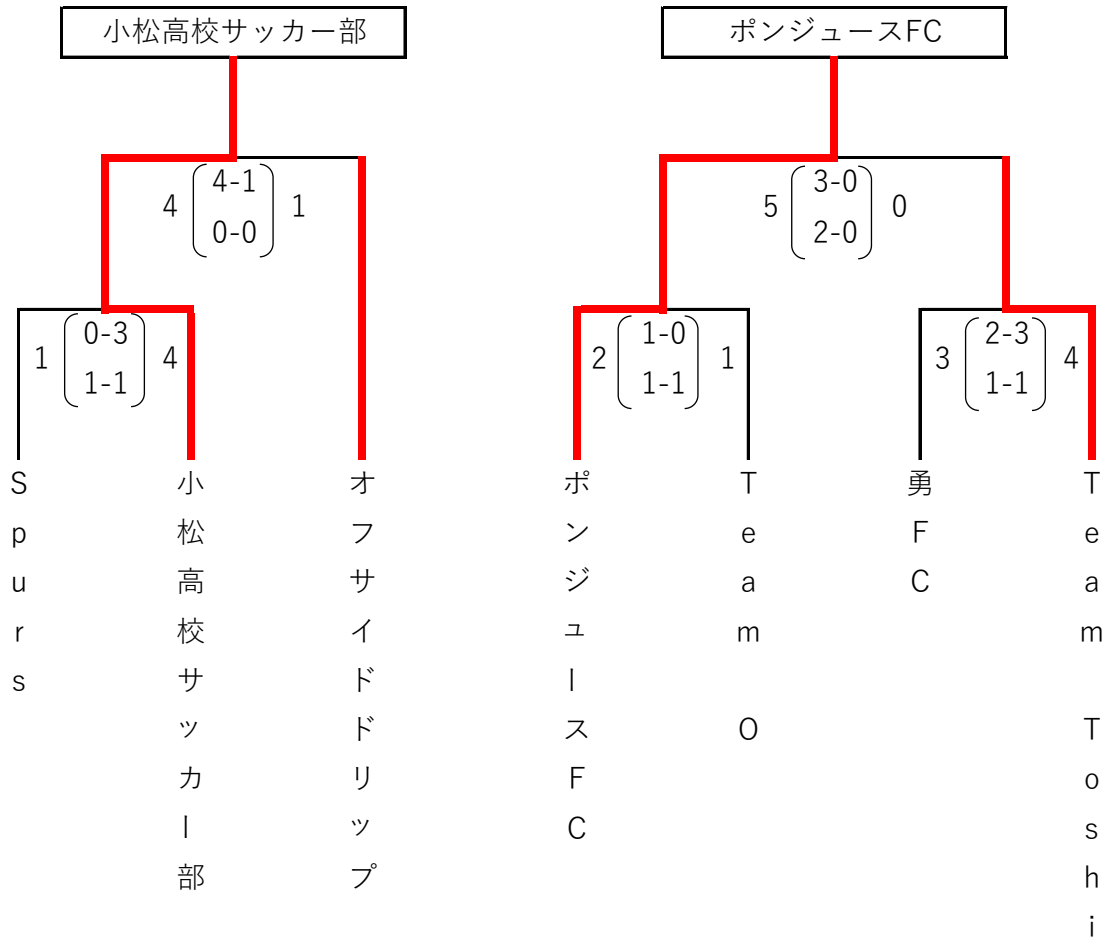 小松高校サッカー部
ポンジュースFC
4 4-1 1
0-0
5 3-0 0
2-0
1 0-3 4
1-1
2 1-0 1
1-1
3 2-3 4
1-1
Spurs
小松高校サッカー部
オフサイドドリップ
ポンジュースFC
Team O
勇FC
Team Toshi